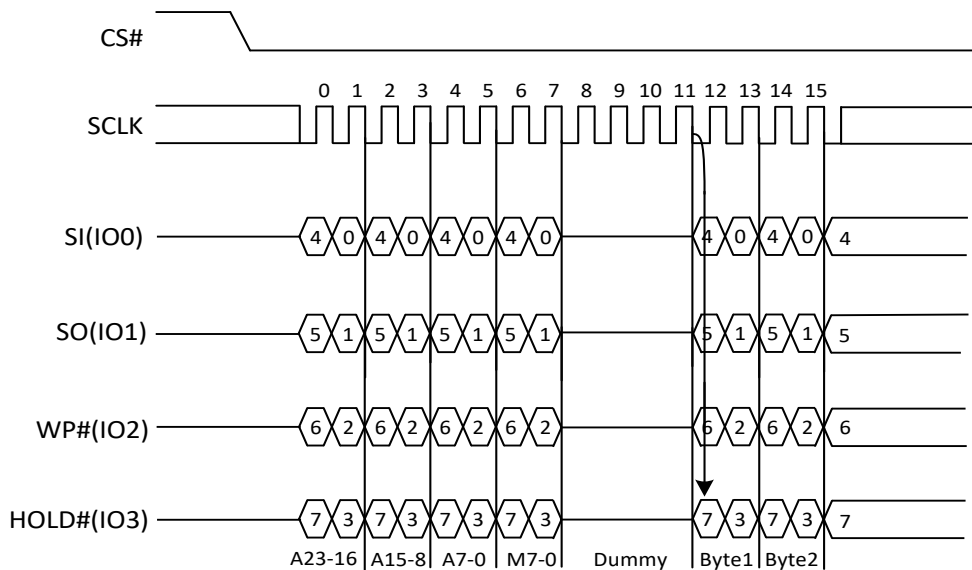 CS#
0 1 2 3 4 5 6 7 8 9 10 11 12 13 14 15
SCLK
SI(IO0) 4 0 4 0 4 0 4 0 4 0 4 0 4
SO(IO1) 5 1 5 1 5 1 5 1 5 1 5 1 5
WP#(IO2) 6 2 6 2 6 2 6 2 6 2 6 2 6
HOLD#(IO3) 7 3 7 3 7 3 7 3 7 3 7 3 7
A23-16 A15-8 A7-0 M7-0 Dummy Byte1 Byte2